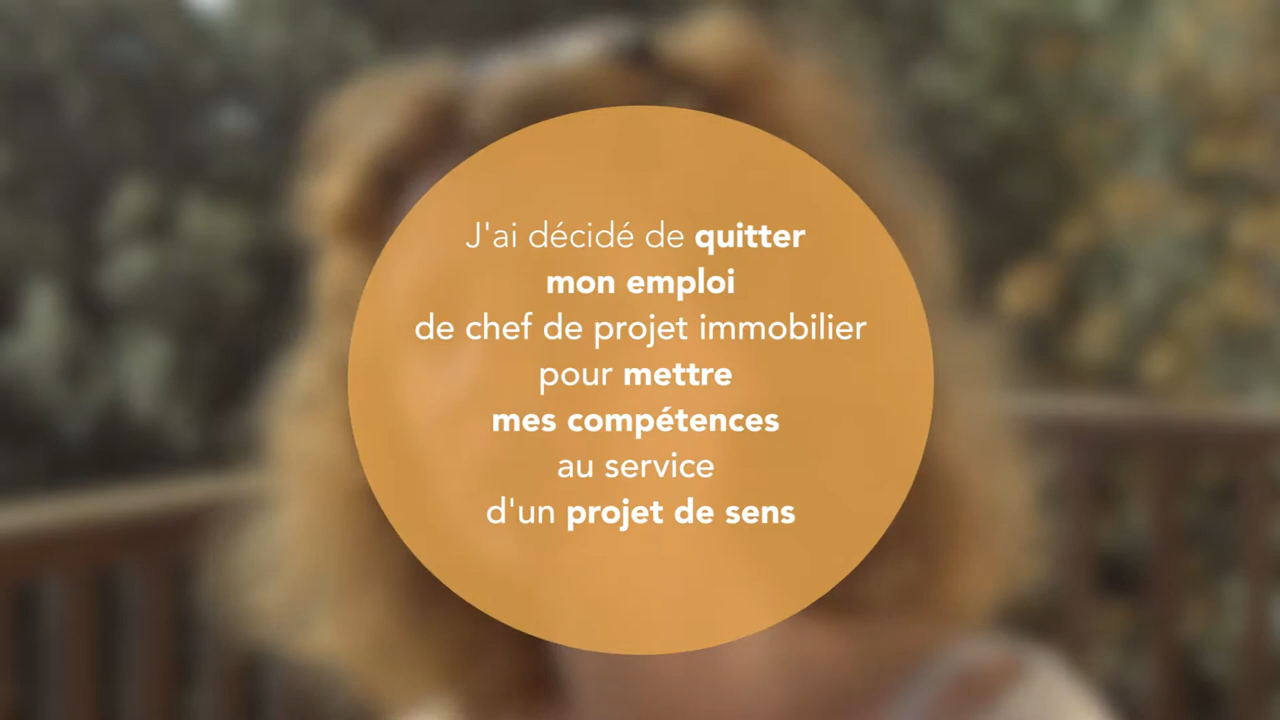 J'ai décidé de quitter
mon emploi
de chef de projet immobilier
pour mettre
mes compétences
au service
d'un projet de sens